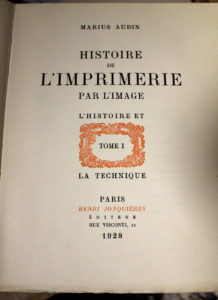 MARIUS AUDIN
HISTOIRE
DE
L'IMPRIMERIE
PAR L'IMAGE
L'HISTOIRE ET
TOME I
LA TECHNIQUE
PARIS
HENRI JONQUIÈRES
ÉDITEUR
RUE VISCONTI, 21
1928